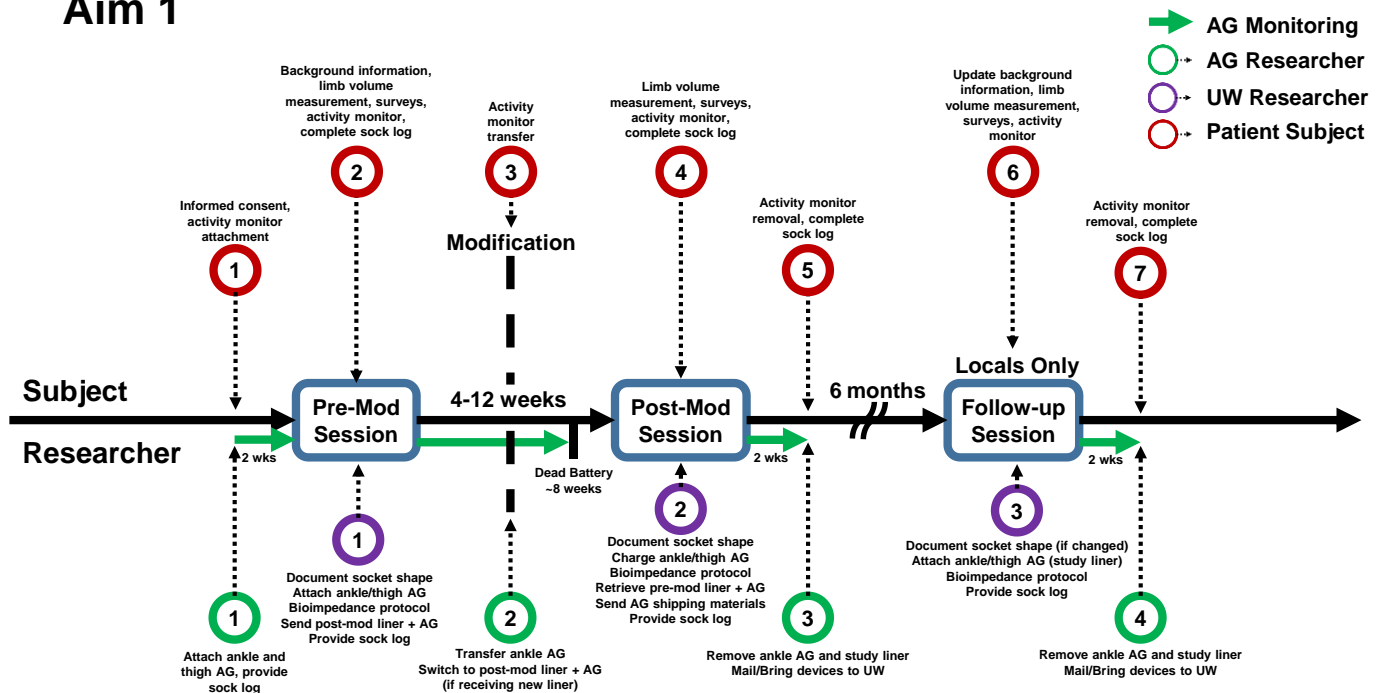 Aim 1
AG Monitoring
AG Researcher
UW Researcher
Patient Subject
Background information,
limb volume
measurement, surveys,
activity monitor,
complete sock log
2
Activity
monitor
transfer
3
Modification
Limb volume
measurement, surveys,
activity monitor,
complete sock log
4
Update background
information, limb
volume measurement,
surveys, activity
monitor
6
Informed consent,
activity monitor
attachment
1
Activity monitor
removal, complete
sock log
5
Activity monitor
removal, complete
sock log
7
Locals Only
Subject
Researcher
2 wks
Pre-Mod
Session
4-12 weeks
Dead Battery
~8 weeks
Post-Mod
Session
2 wks
6 months
Follow-up
Session
2 wks
1
Document socket shape
Attach ankle/thigh AG
Bioimpedance protocol
Send post-mod liner + AG
Provide sock log
2
Document socket shape
Charge ankle/thigh AG
Bioimpedance protocol
Retrieve pre-mod liner + AG
Send AG shipping materials
Provide sock log
3
Document socket shape (if changed)
Attach ankle/thigh AG (study liner)
Bioimpedance protocol
Provide sock log
1
Attach ankle and
thigh AG, provide
sock log
2
Transfer ankle AG
Switch to post-mod liner + AG
(if receiving new liner)
3
Remove ankle AG and study liner
Mail/Bring devices to UW
4
Remove ankle AG and study liner
Mail/Bring devices to UW